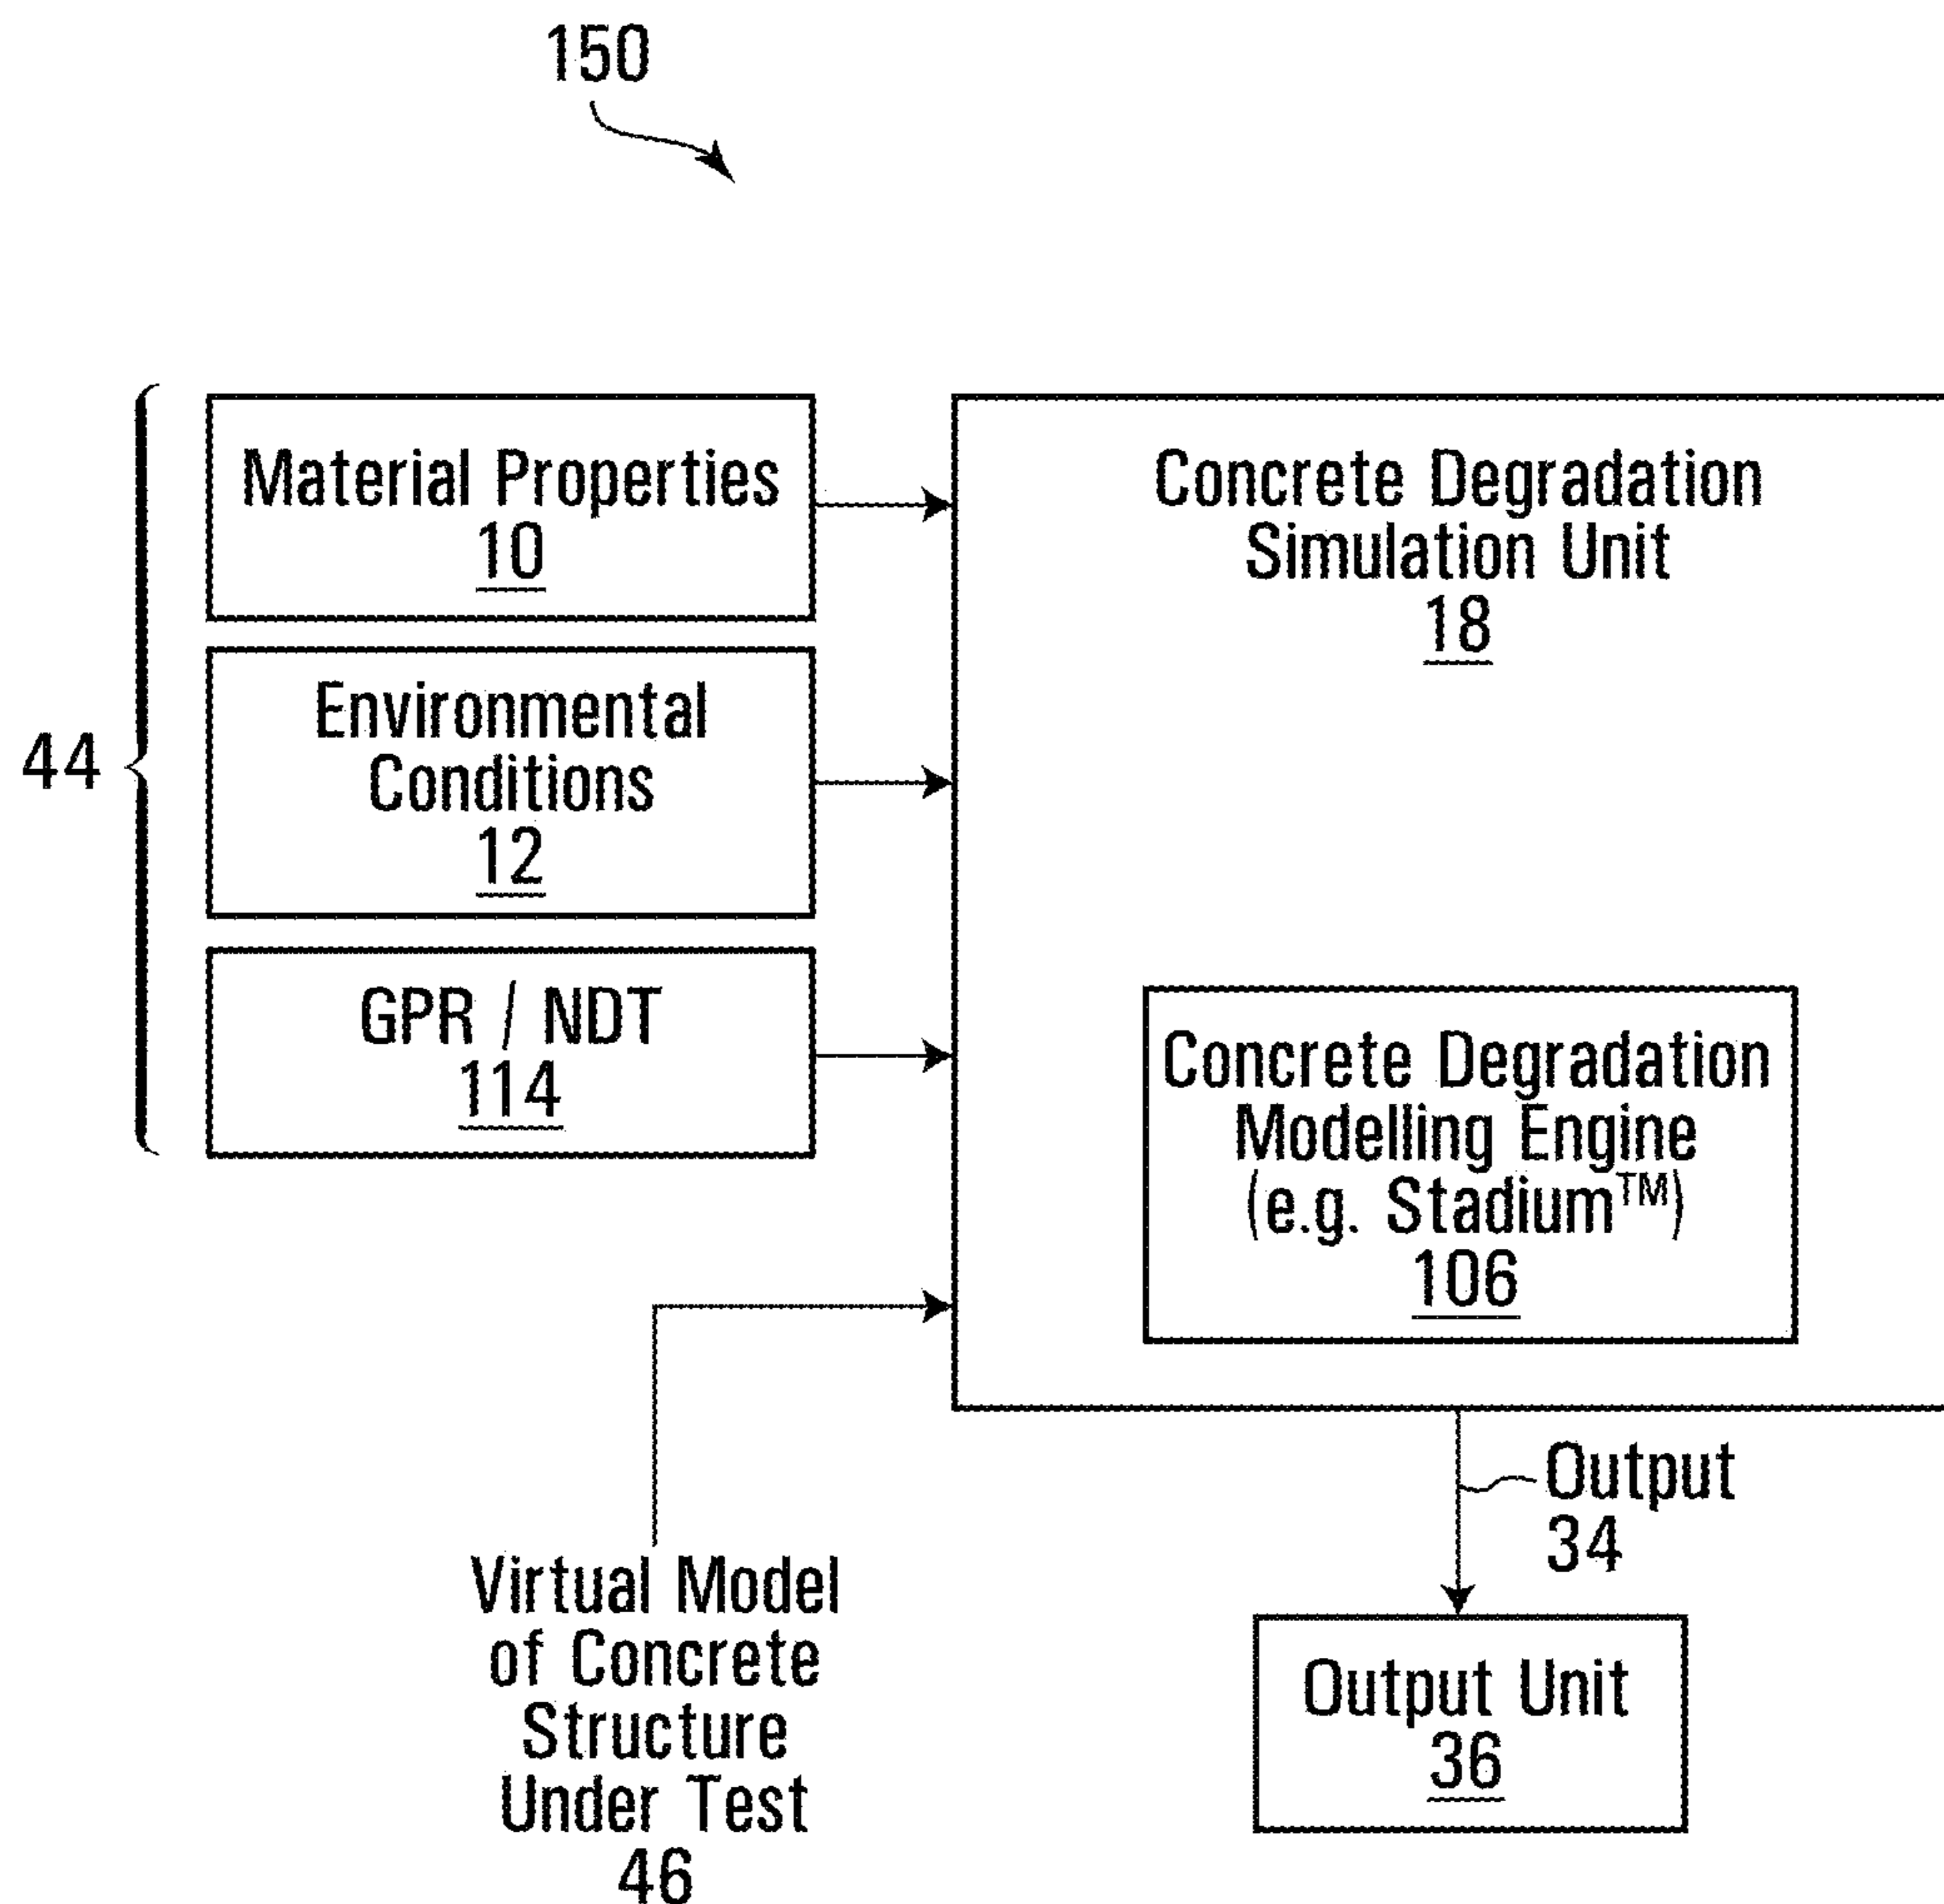 150
44
Material Properties
10
Environmental
Conditions
12
GPR / NDT
114
Concrete Degradation
Simulation Unit
18
Concrete Degradation
Modelling Engine
(e.g. Stadium™)
106
Virtual Model
of Concrete
Structure
Under Test
46
Output
34
Output Unit
36